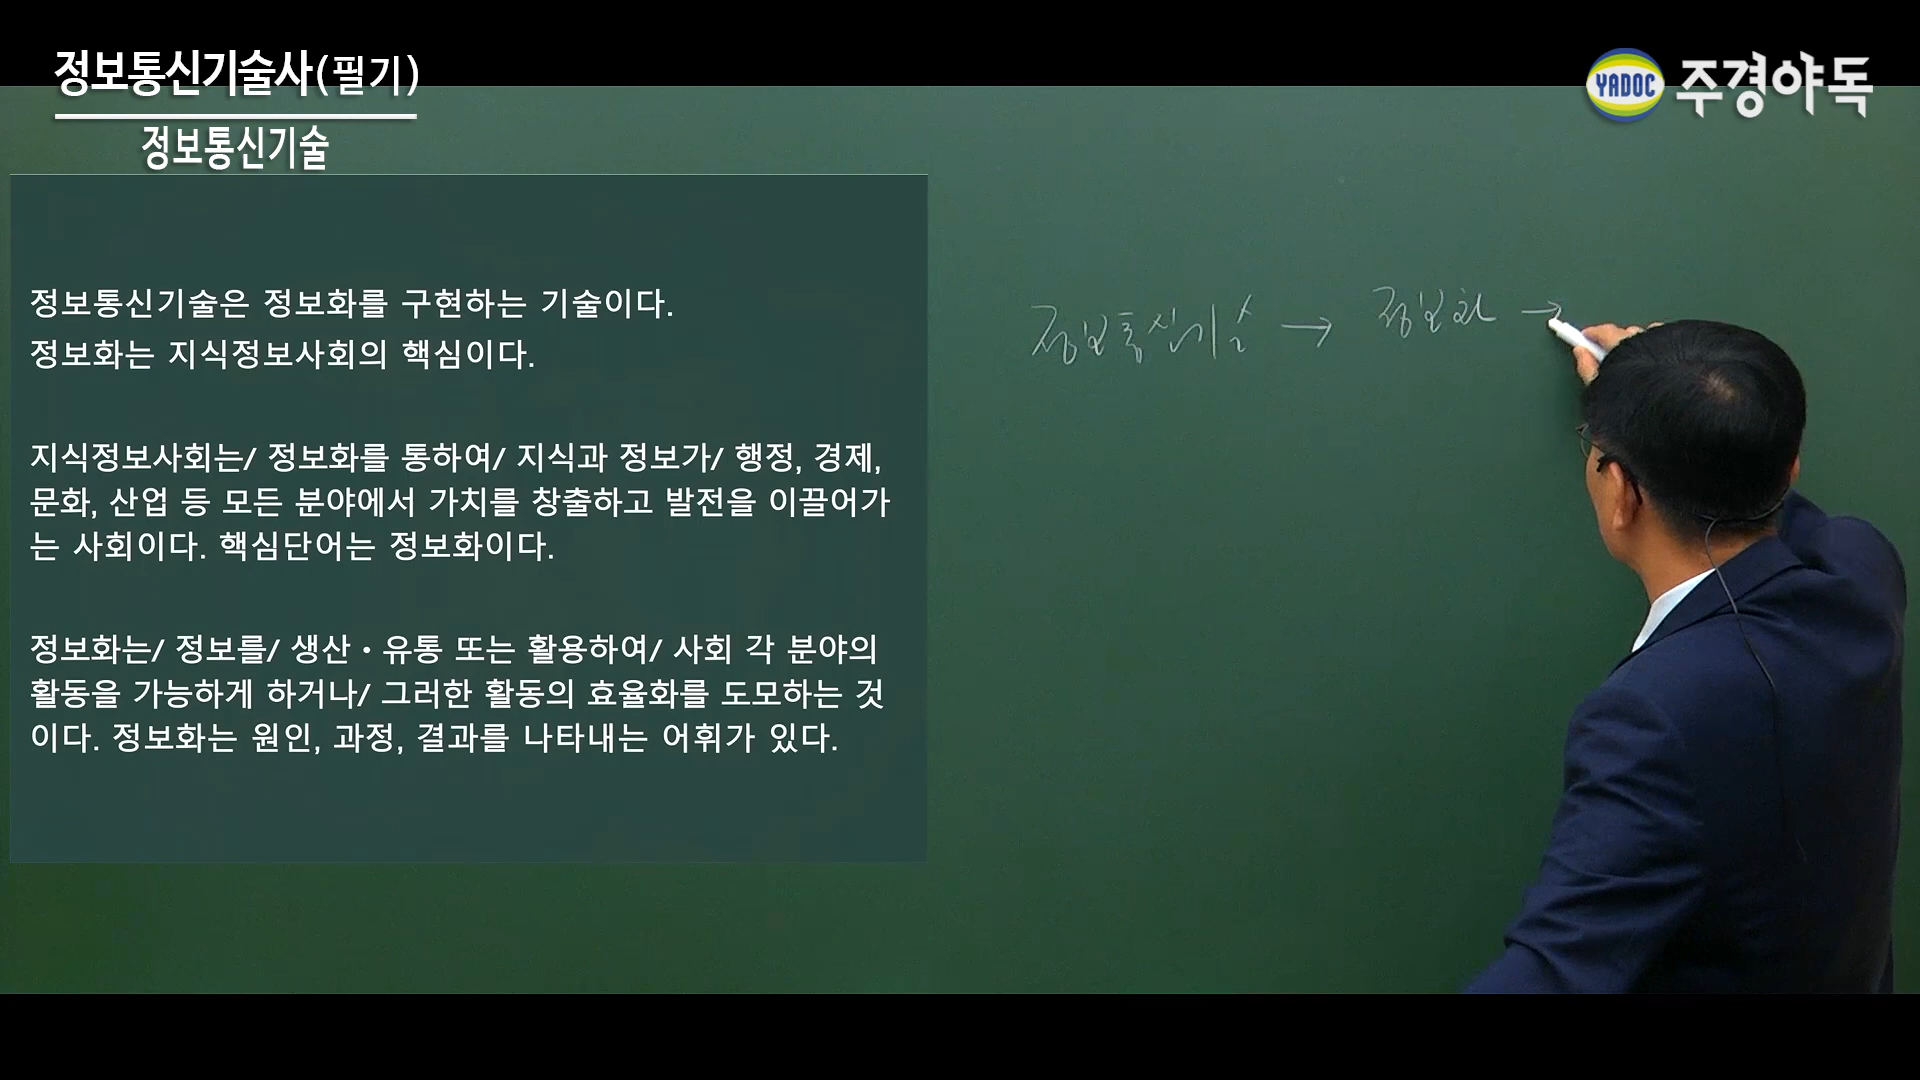 정보통신기술사(필기)
정보통신기술
YADOC 주경야독
정보통신기술은 정보화를 구현하는 기술이다.
정보화는 지식정보사회의 핵심이다.
지식정보사회는/ 정보화를 통하여/ 지식과 정보가/ 행정, 경제,
문화, 산업 등 모든 분야에서 가치를 창출하고 발전을 이끌어가
는 사회이다. 핵심단어는 정보화이다.
정보화는/ 정보를/ 생산・유통 또는 활용하여/ 사회 각 분야의
활동을 가능하게 하거나/ 그러한 활동의 효율화를 도모하는 것
이다. 정보화는 원인, 과정, 결과를 나타내는 어휘가 있다.
정보통신기술 → 정보화 →